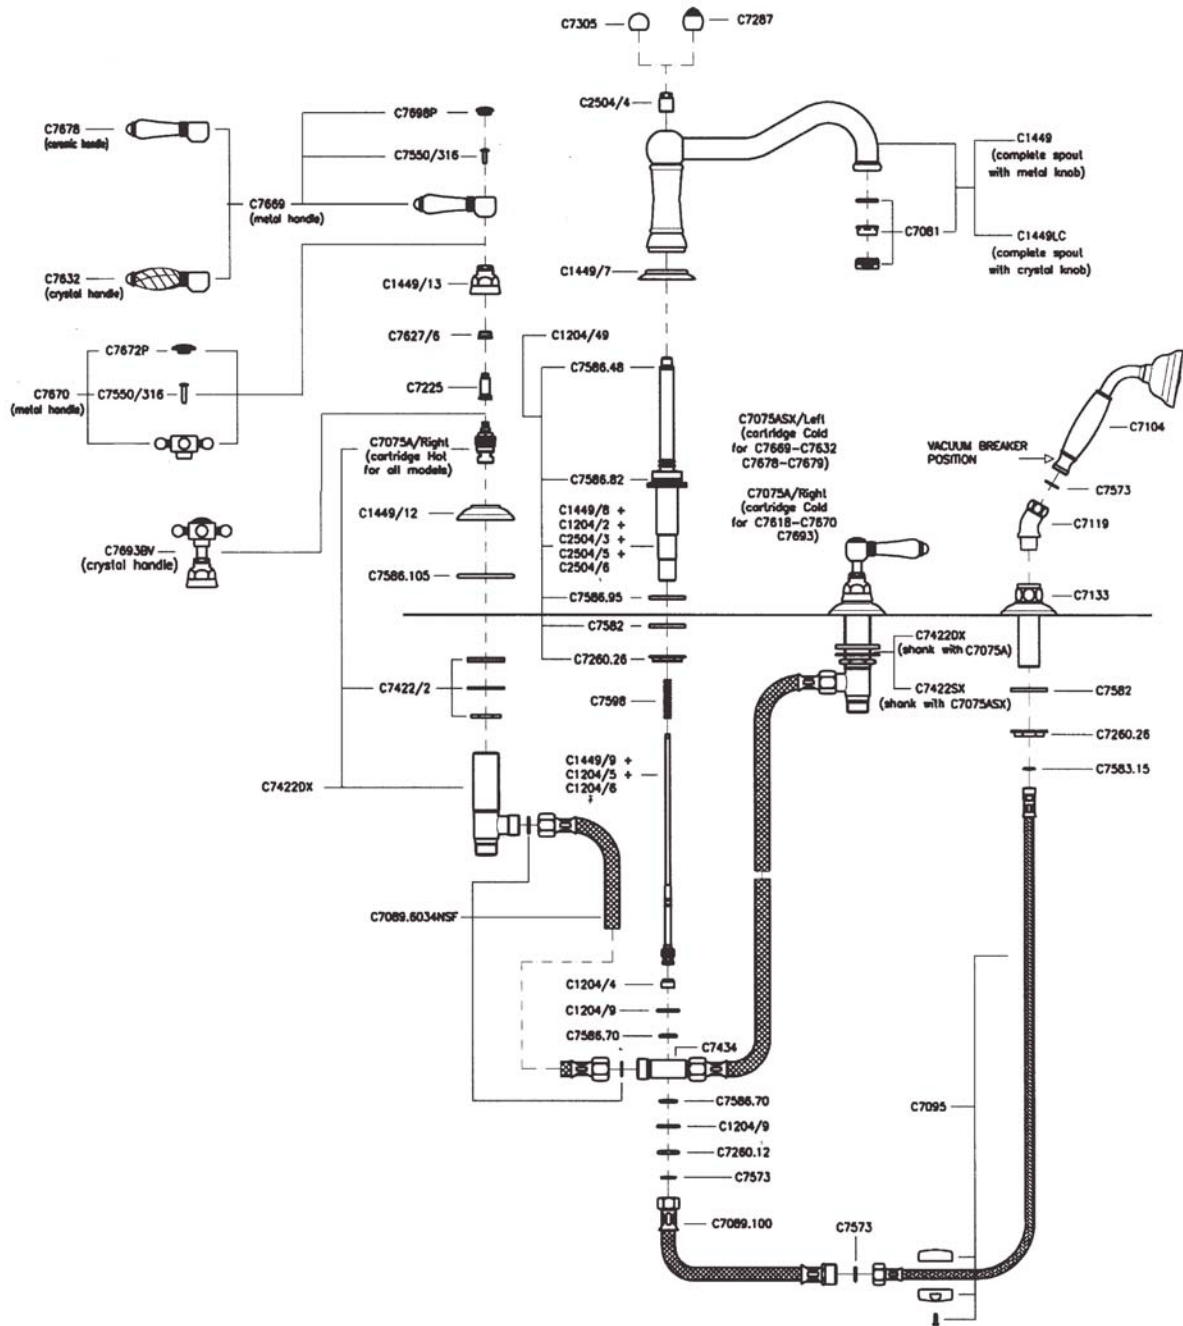 C7305
C7287
C2504/4
C7698P
C7678
(ceramic handle)
C7550/316
C1449
(complete spout
with metal knob)
C7669
(metal handle)
C7081
C1449LC
(complete spout
with crystal knob)
C7632
(crystal handle)
C1449/13
C1449/7
C7627/6
C1204/49
C7672P
C7586.48
C7225
C7670
(metal handle)
C7550/316
C7075ASX/Left
(cartridge Cold
for C7669-C7632
C7678-C7679)
C7104
C7075A/Right
(cartridge Hot
for all models)
VACUUM BREAKER
POSITION
C7586.82
C7573
C7075A/Right
(cartridge Cold
for C7618-C7670
C7693)
C1449/12
C1449/8 +
C1204/2 +
C2504/3 +
C2504/5 +
C2504/6
C7119
C7693BV
(crystal handle)
C7586.105
C7586.95
C7133
C7582
C7422DX
(shank with C7075A)
C7260.26
C7422/2
C7422SX
(shank with C7075ASX)
C7582
C7598
C7260.26
C1449/9 +
C1204/5 +
C1204/6
C7583.15
C7422DX
C7089.6034NSF
C1204/4
C1204/9
C7586.70
C7434
C7586.70
C7095
C1204/9
C7260.12
C7573
C7089.100
C7573